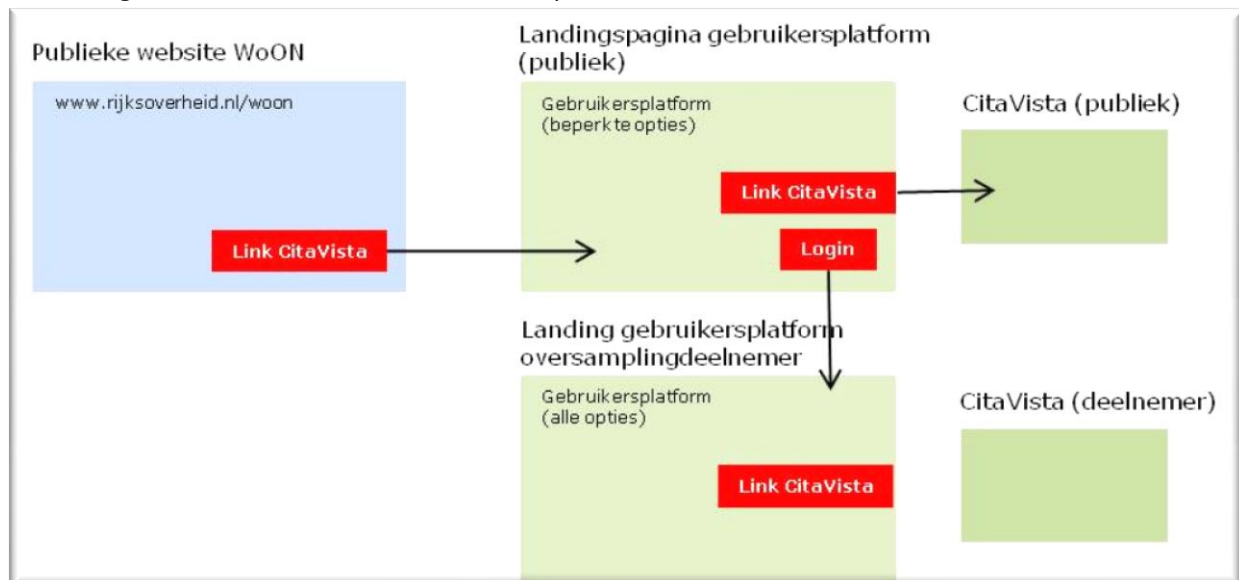 Publieke website WoON
www.rijksoverheid.nl/woon
Link CitaVista
Landingspagina gebruikersplatform
(publiek)
Gebruikersplatform
(beperkte opties)
Link CitaVista
Login
CitaVista (publiek)
Landing gebruikersplatform
oversamplingdeelnemer
Gebruikersplatform
(alle opties)
Link CitaVista
CitaVista (deelnemer)